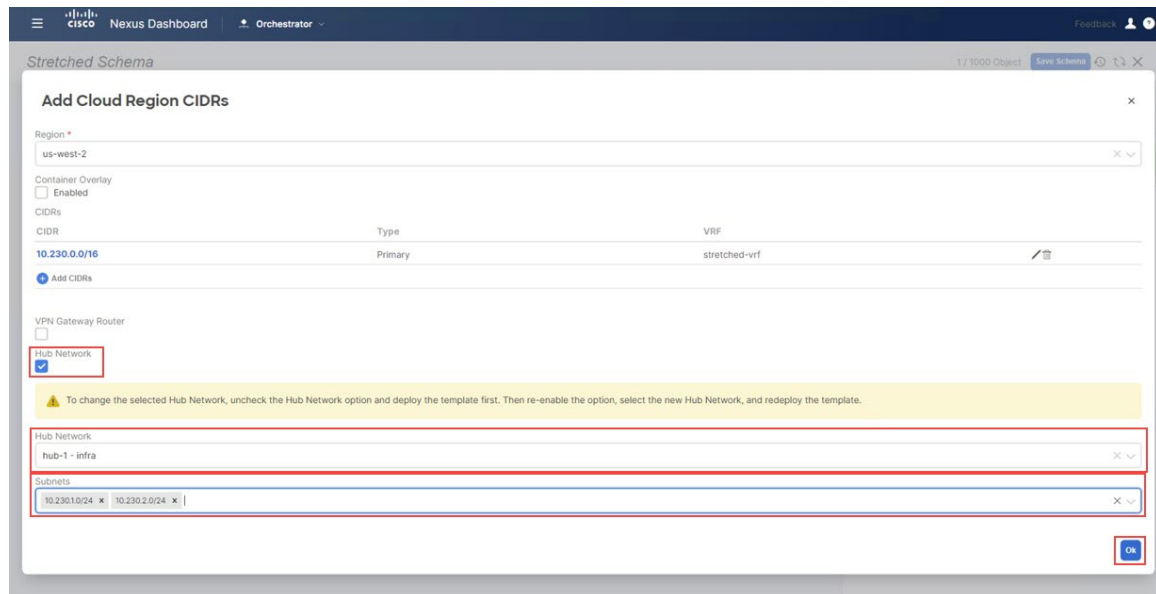 cisco Nexus Dashboard Orchestrator Feedback
Stretched Schema 1 / 1000 Object Save Schema
Add Cloud Region CIDRs
Region *
us-west-2
Container Overlay
Enabled
CIDRs
CIDR Type VRF
10.230.0.0/16 Primary stretched-vrf
Add CIDRs
VPN Gateway Router
Hub Network
To change the selected Hub Network, uncheck the Hub Network option and deploy the template first. Then re-enable the option, select the new Hub Network, and redeploy the template.
Hub Network
hub-1 - infra
Subnets
10.230.1.0/24 10.230.2.0/24
Ok